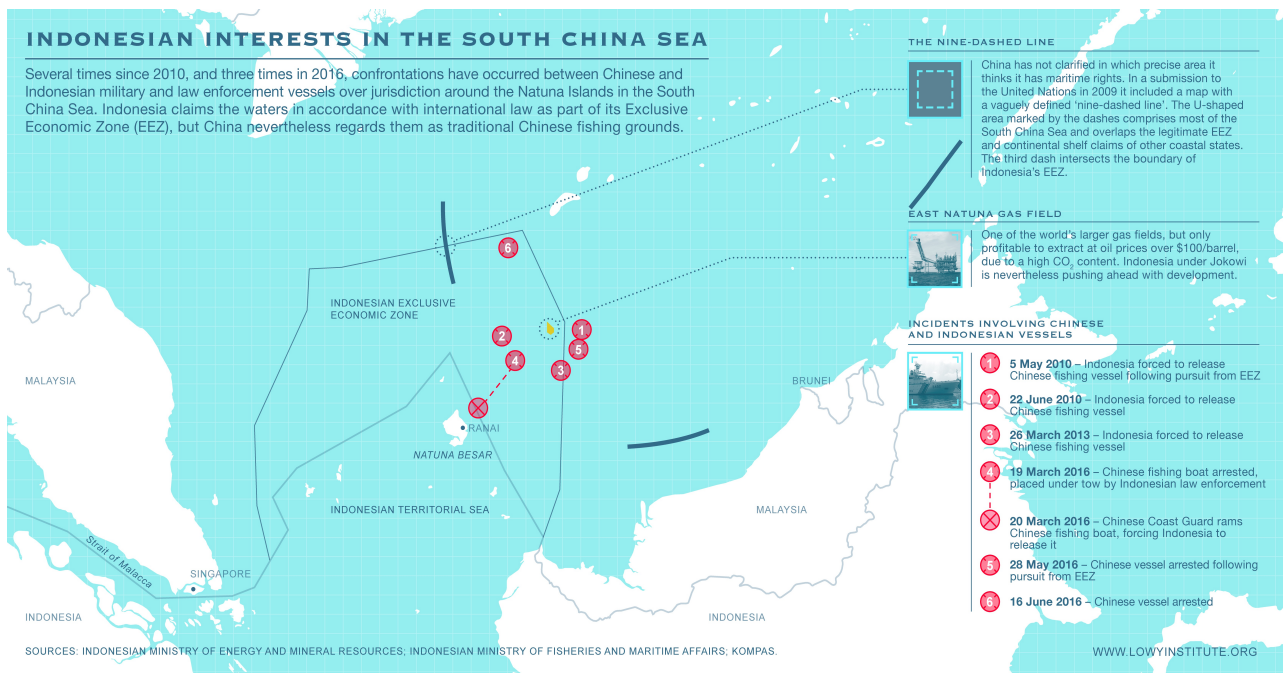 INDONESIAN INTERESTS IN THE SOUTH CHINA SEA
Several times since 2010, and three times in 2016, confrontations have occurred between Chinese and
Indonesian military and law enforcement vessels over jurisdiction around the Natuna Islands in the South
China Sea. Indonesia claims the waters in accordance with international law as part of its Exclusive
Economic Zone (EEZ), but China nevertheless regards them as traditional Chinese fishing grounds.
THE NINE-DASHED LINE
China has not clarified in which precise area it
thinks it has maritime rights. In a submission to
the United Nations in 2009 it included a map with
a vaguely defined ‘nine-dashed line’. The U-shaped
area marked by the dashes comprises most of the
South China Sea and overlaps the legitimate EEZ
and continental shelf claims of other coastal states.
The third dash intersects the boundary of
Indonesia’s EEZ.
EAST NATUNA GAS FIELD
One of the world’s larger gas fields, but only
profitable to extract at oil prices over $100/barrel,
due to a high CO2 content. Indonesia under Jokowi
is nevertheless pushing ahead with development.
INCIDENTS INVOLVING CHINESE
AND INDONESIAN VESSELS
1
5 May 2010 – Indonesia forced to release
Chinese fishing vessel following pursuit from EEZ
2
22 June 2010 – Indonesia forced to release
Chinese fishing vessel
3
26 March 2013 – Indonesia forced to release
Chinese fishing vessel
4
19 March 2016 – Chinese fishing boat arrested,
placed under tow by Indonesian law enforcement
20 March 2016 – Chinese Coast Guard rams
Chinese fishing boat, forcing Indonesia to
release it
5
28 May 2016 – Chinese vessel arrested following
pursuit from EEZ
6
16 June 2016 – Chinese vessel arrested
6
INDONESIAN EXCLUSIVE
ECONOMIC ZONE
2
1
5
4
3
MALAYSIA
BRUNEI
RANAI
NATUNA BESAR
INDONESIAN TERRITORIAL SEA
MALAYSIA
Strait of Malacca
SINGAPORE
INDONESIA
INDONESIA
SOURCES: INDONESIAN MINISTRY OF ENERGY AND MINERAL RESOURCES; INDONESIAN MINISTRY OF FISHERIES AND MARITIME AFFAIRS; KOMPAS.
WWW.LOWYINSTITUTE.ORG